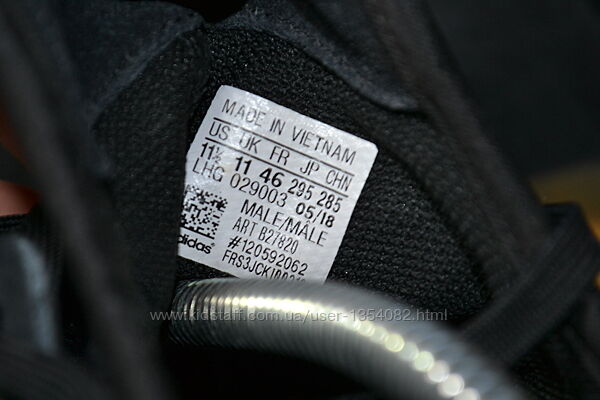 MADE IN VIETNAM
US UK FR JP CHN
11½ 11 46 295 285
LHG 029003 05/18
MALE/MÂLE
ART B27820
#120592062
adidas
www.kidstaff.com.ua/user-1354082.html